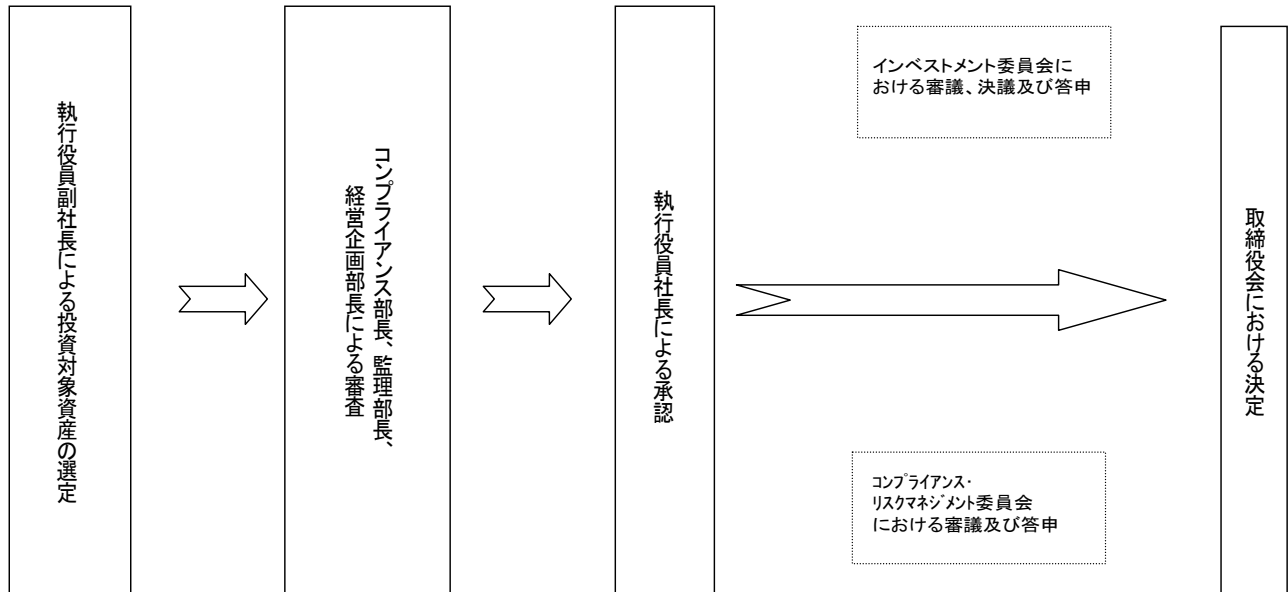 執行役員副社長による投資対象資産の選定
コンプライアンス部長、監理部長、
経営企画部長による審査
執行役員社長による承認
インベストメント委員会に
おける審議、決議及び答申
コンプライアンス・
リスクマネジメント委員会
における審議及び答申
取締役会における決定